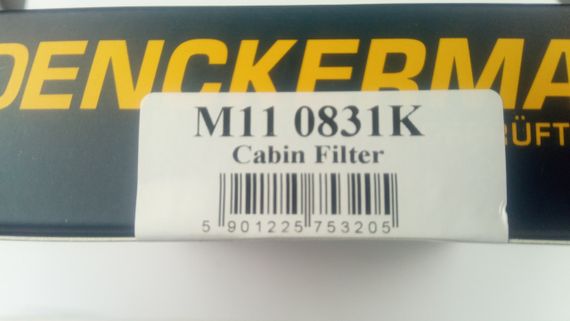 DENCKERMA
RÜFT
M11 0831K
Cabin Filter
5 901225 753205